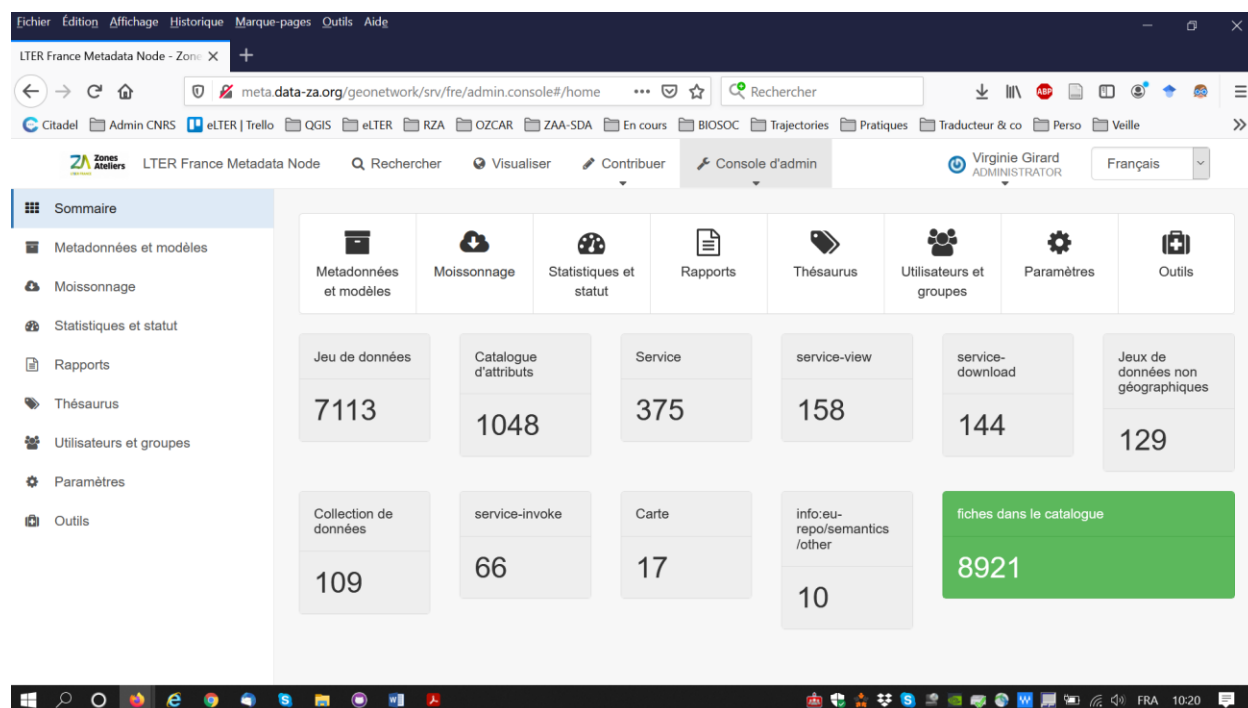 Fichier Édition Affichage Historique Marque-pages Outils Aide
LTER France Metadata Node - Zone
meta.data-za.org/geonetwork/srv/fre/admin.console#/home
Rechercher
ABP
Citadel Admin CNRS eLTER | Trello QGIS eLTER RZA OZCAR ZAA-SDA En cours BIOSOC Trajectories Pratiques Traducteur & co Perso Veille
ZA Zones Ateliers LTER France Metadata Node Rechercher Visualiser Contribuer Console d'admin Virginie Girard Français
ADMINISTRATOR
Sommaire
Metadonnées et modèles
Moissonnage
Statistiques et statut
Rapports
Thésaurus
Utilisateurs et groupes
Paramètres
Outils
Metadonnées et modèles
Moissonnage
Statistiques et statut
Rapports
Thésaurus
Utilisateurs et groupes
Paramètres
Outils
Jeu de données
7113
Catalogue d'attributs
1048
Service
375
service-view
158
service-download
144
Jeux de données non géographiques
129
Collection de données
109
service-invoke
66
Carte
17
info:eu-repo/semantics/other
10
fiches dans le catalogue
8921
FRA 10:20